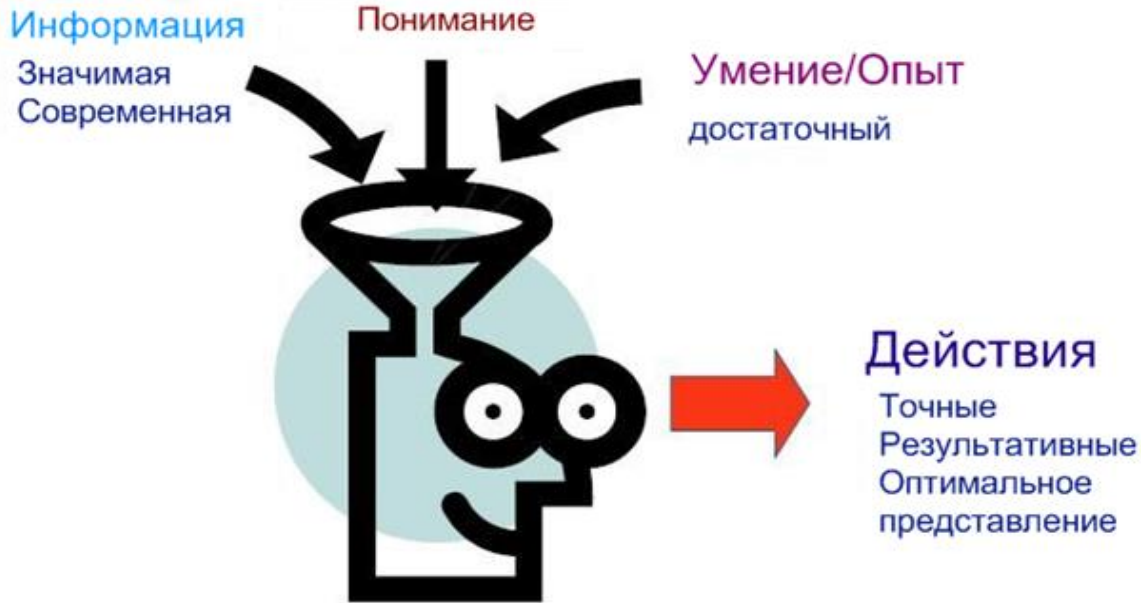 Информация
Значимая
Современная
Понимание
Умение/Опыт
достаточный
Действия
Точные
Результативные
Оптимальное
представление